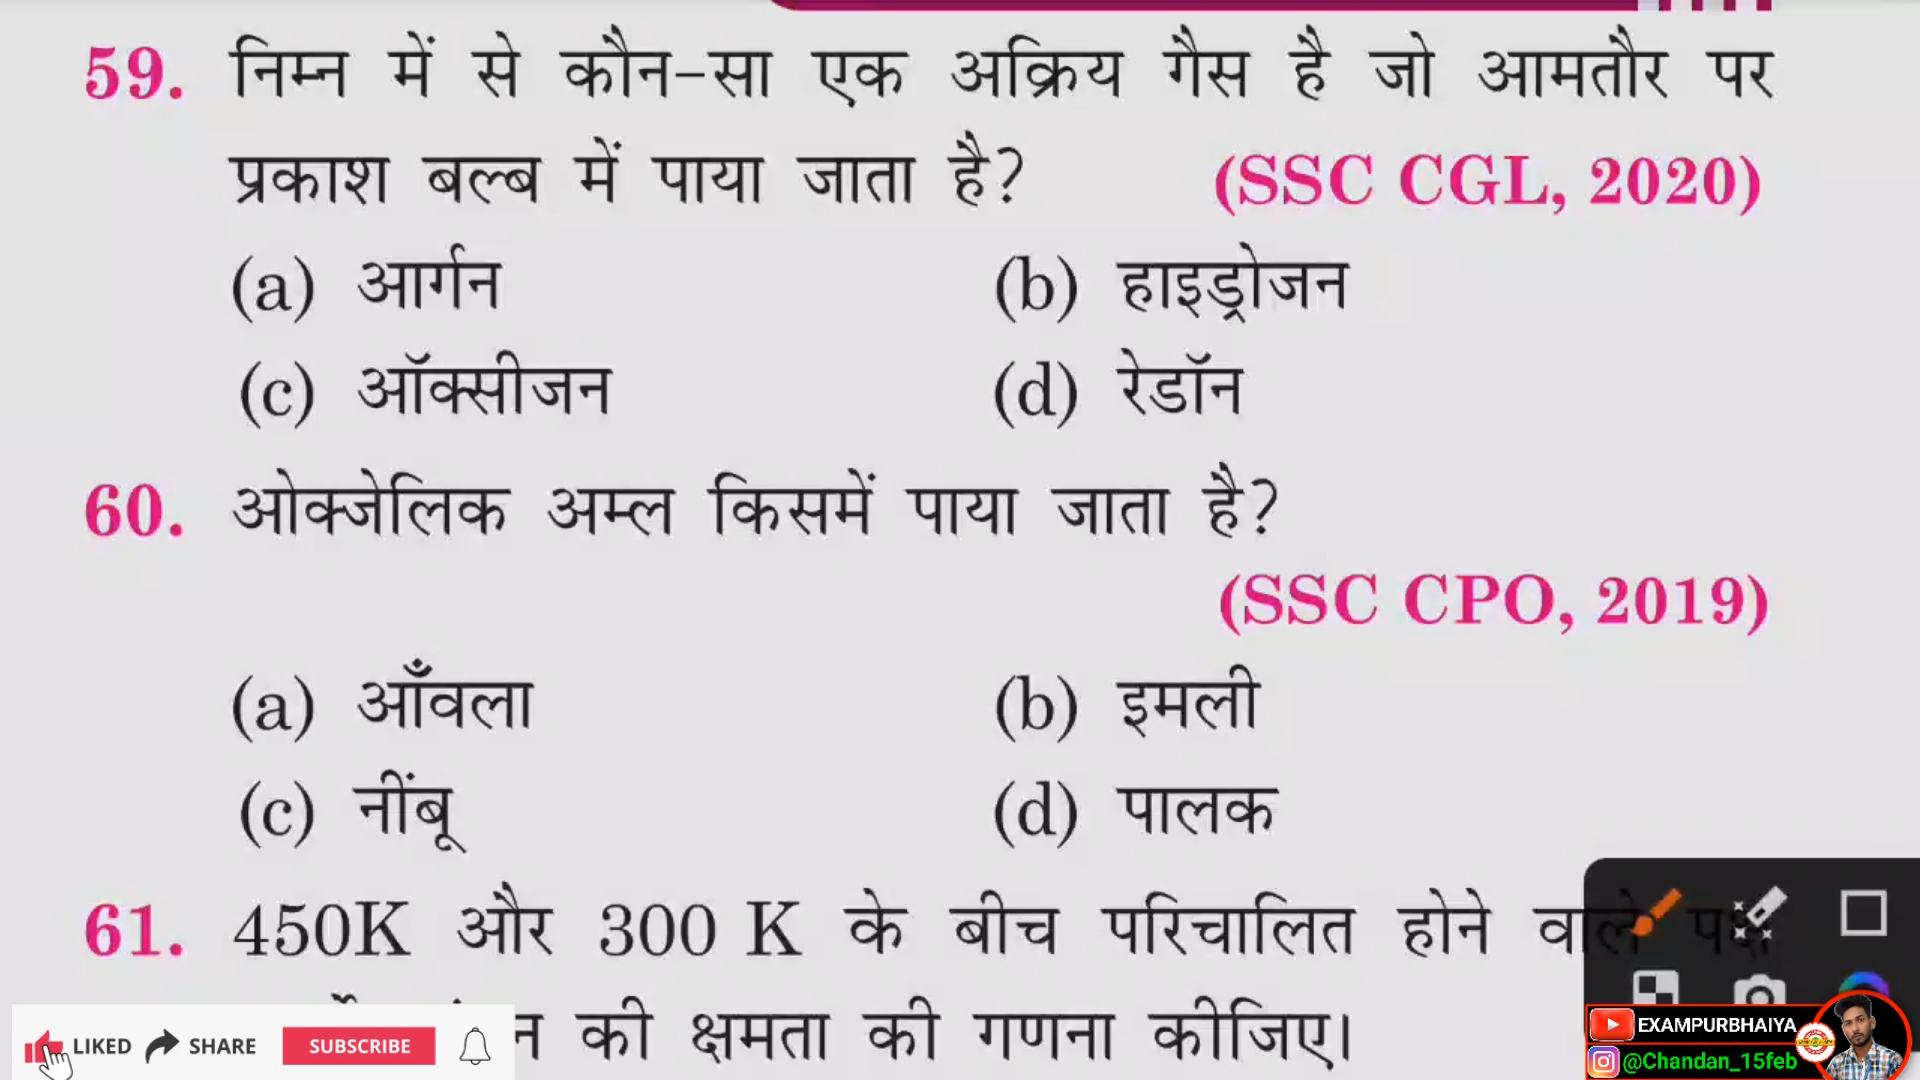 59. निम्न में से कौन-सा एक अक्रिय गैस है जो आमतौर पर
प्रकाश बल्ब में पाया जाता है? (SSC CGL, 2020)
(a) आर्गन (b) हाइड्रोजन
(c) ऑक्सीजन (d) रेडॉन
60. ओक्जेलिक अम्ल किसमें पाया जाता है?
(SSC CPO, 2019)
(a) आँवला (b) इमली
(c) नींबू (d) पालक
61. 450K और 300 K के बीच परिचालित होने वाले
की क्षमता की गणना कीजिए।
LIKED SHARE SUBSCRIBE
EXAMPURBHAIYA
@Chandan_15feb